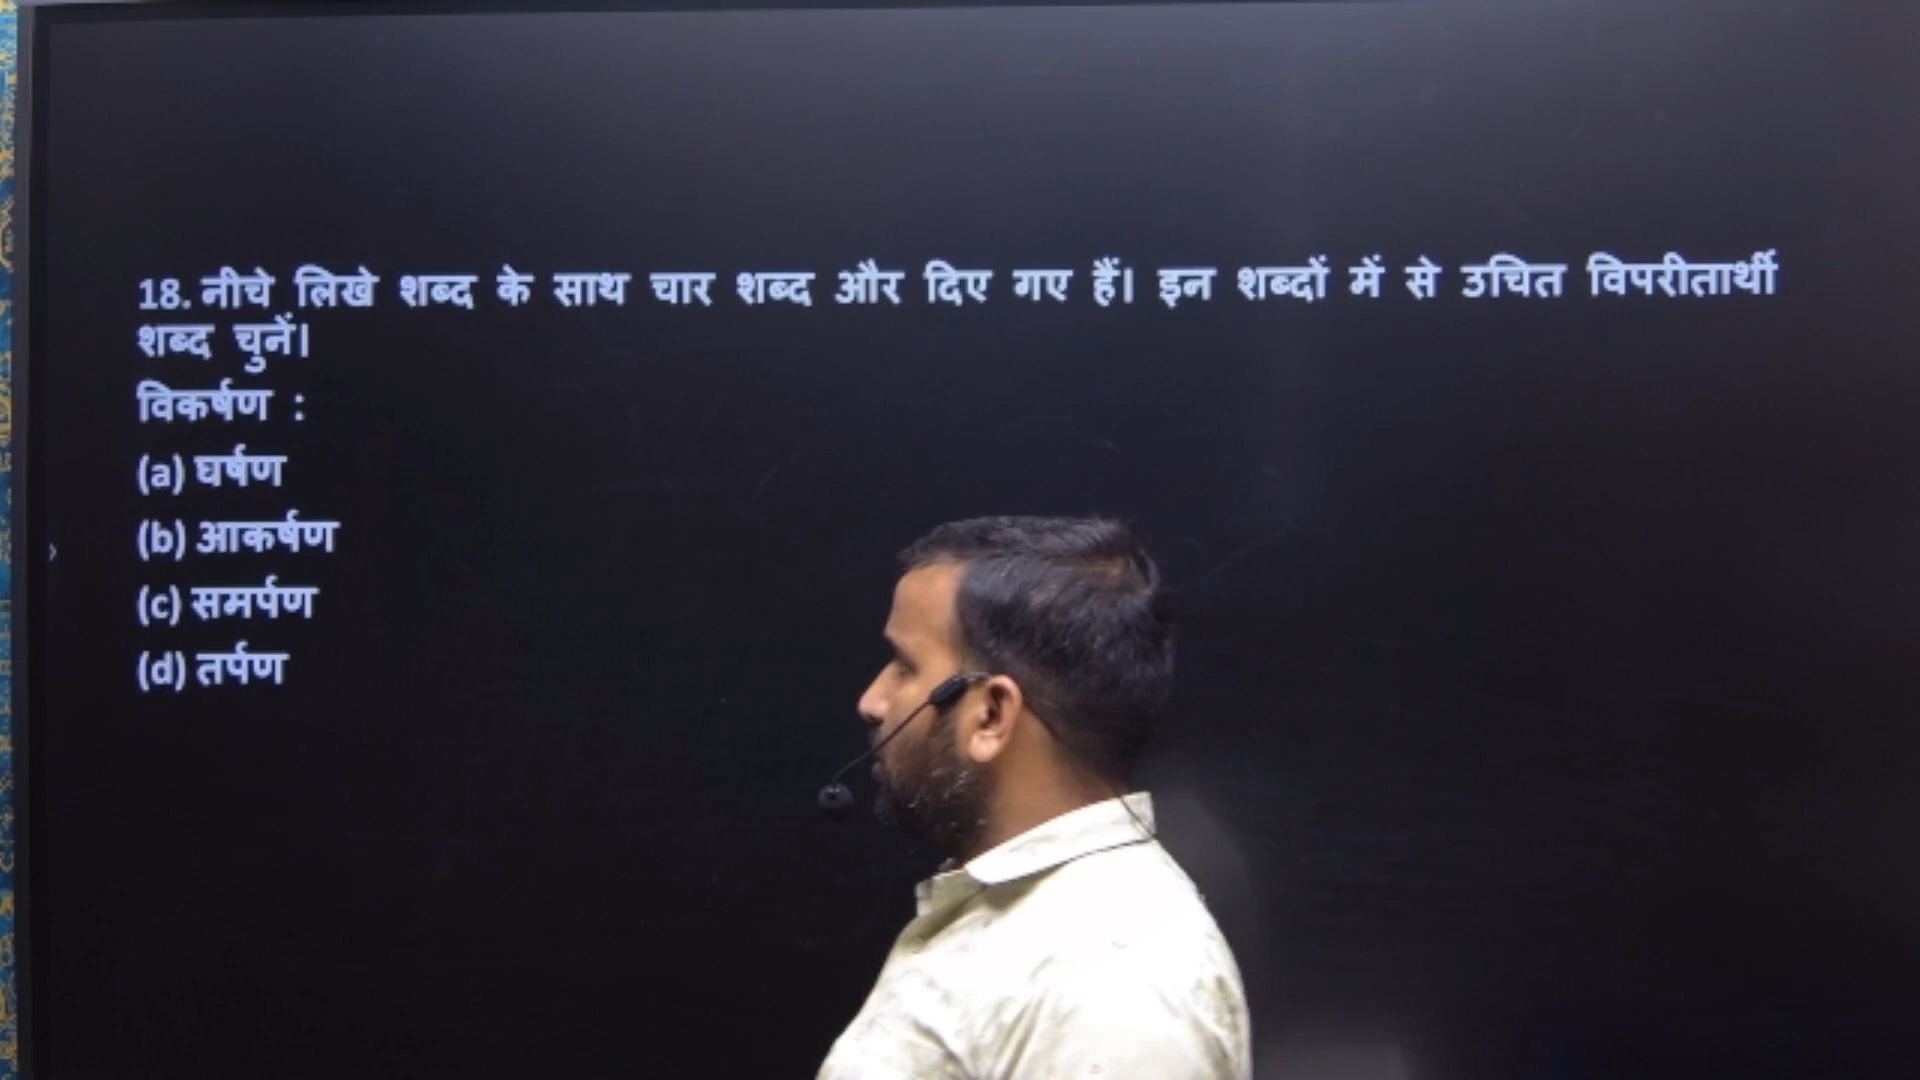 18. नीचे लिखे शब्द के साथ चार शब्द और दिए गए हैं। इन शब्दों में से उचित विपरीतार्थी
शब्द चुनें।
विकर्षण :
(a) घर्षण
(b) आकर्षण
(c) समर्पण
(d) तर्पण